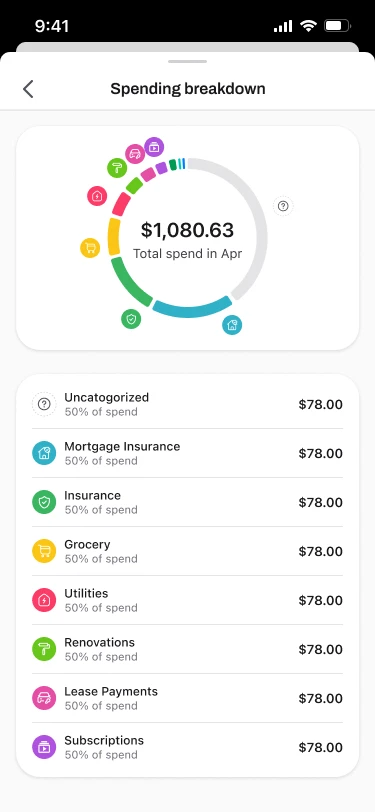 9:41
Spending breakdown
$1,080.63
Total spend in Apr
Uncatogorized
50% of spend
$78.00
Mortgage Insurance
50% of spend
$78.00
Insurance
50% of spend
$78.00
Grocery
50% of spend
$78.00
Utilities
50% of spend
$78.00
Renovations
50% of spend
$78.00
Lease Payments
50% of spend
$78.00
Subscriptions
50% of spend
$78.00